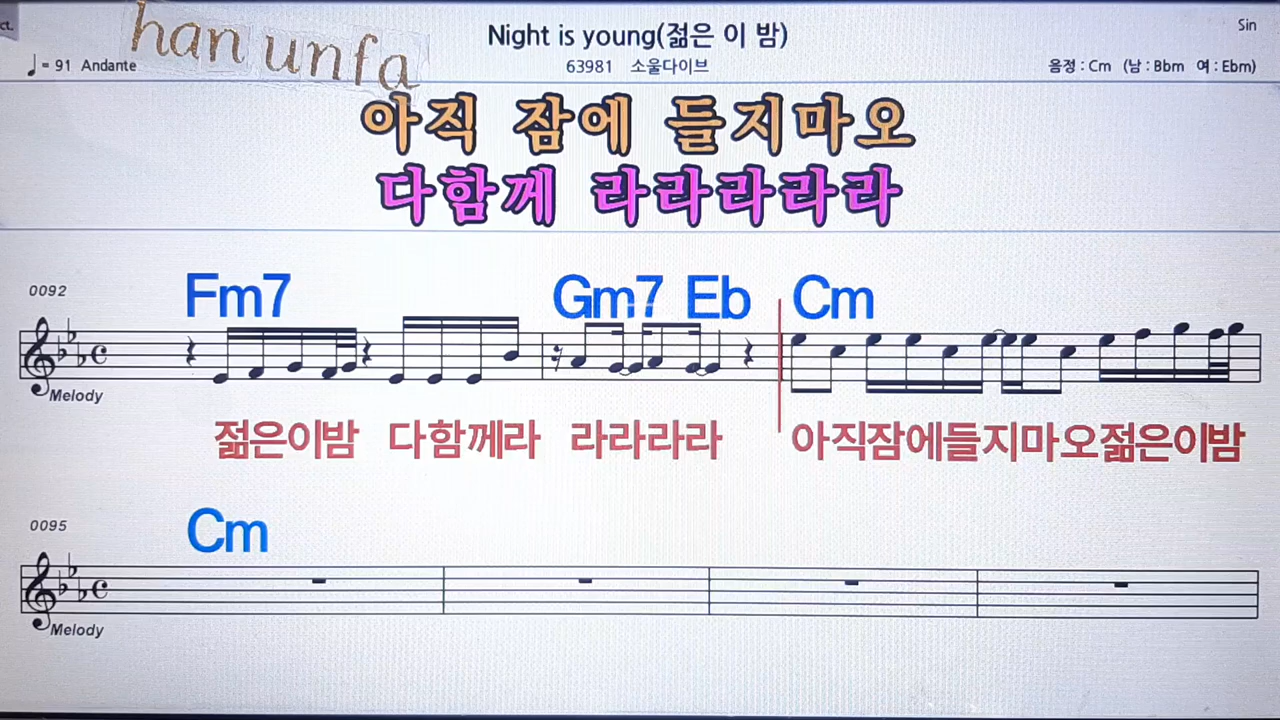 ct.
han unfa
Night is young(젊은 이 밤)
Sin
♩= 91 Andante
63981 소울다이브
음정 : Cm (남 : Bbm 여 : Ebm)
아직 잠에 들지마오
다함께 라라라라라
0092
Fm7 Gm7 Eb Cm
Melody
젊은이밤 다함께라 라라라라 아직잠에들지마오젊은이밤
0095
Cm
Melody